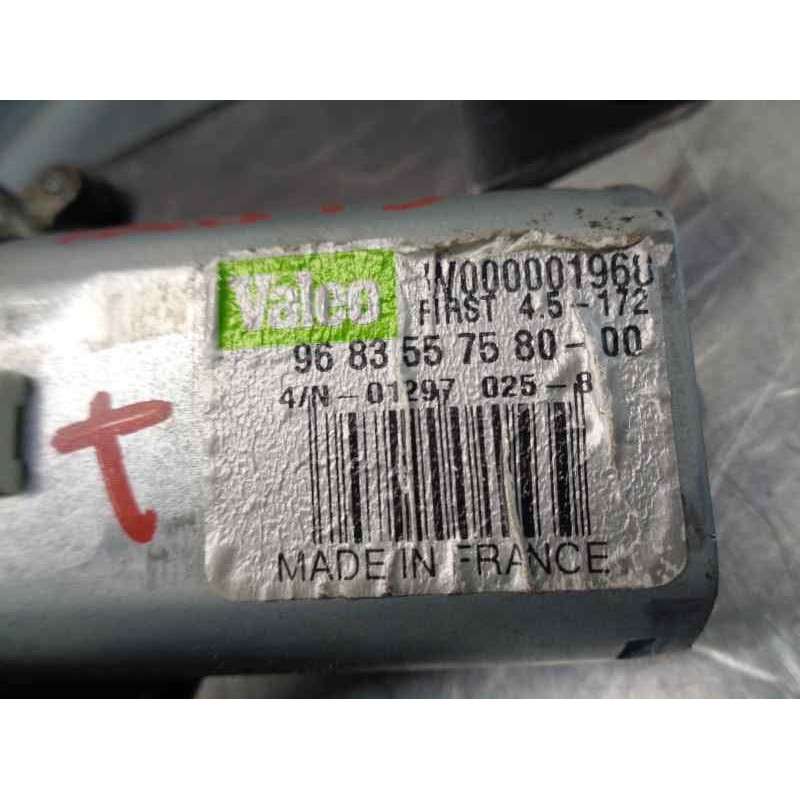 Valeo
W000001960
FIRST 4.5-172
96 83 55 75 80-00
4/N-01297 025-8
MADE IN FRANCE